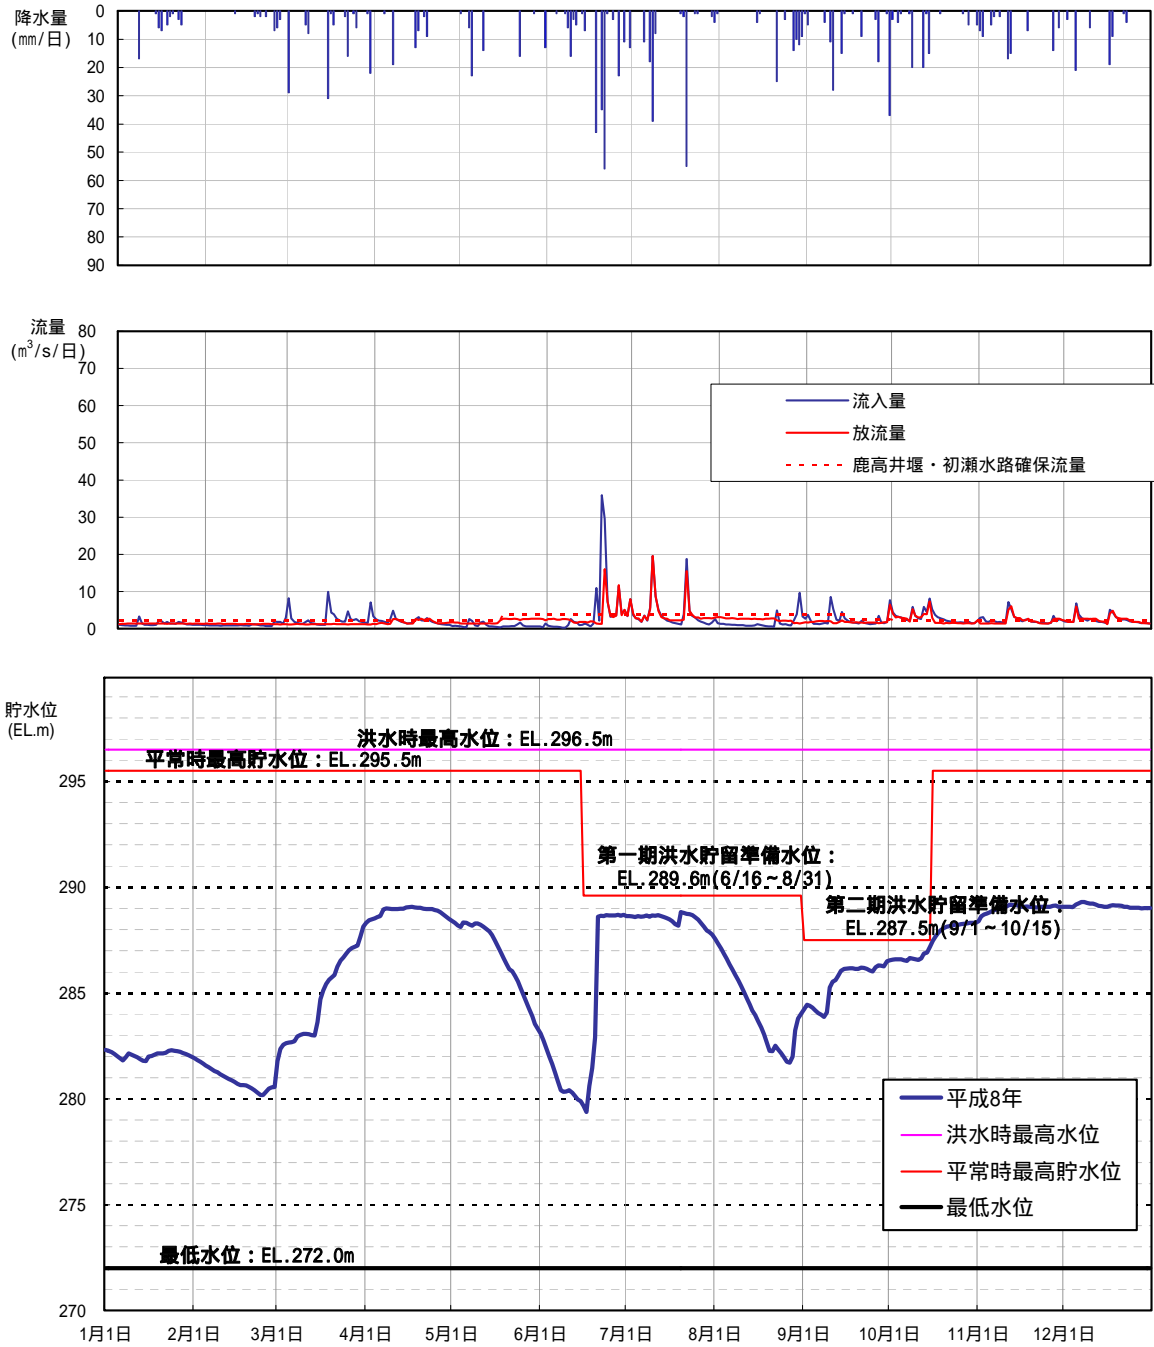 降水量
(㎜/日)
0
10
20
30
40
50
60
70
80
90
流量
(㎥/s/日)
80
70
60
50
40
30
20
10
0
流入量
放流量
鹿高井堰・初瀬水路確保流量
貯水位
(EL.m)
洪水時最高水位：EL.296.5m
平常時最高貯水位：EL.295.5m
295
第一期洪水貯留準備水位：
EL.289.6m(6/16～8/31)
290
第二期洪水貯留準備水位：
EL.287.5m(9/1～10/15)
285
280
平成8年
洪水時最高水位
平常時最高貯水位
最低水位
275
最低水位：EL.272.0m
270
1月1日 2月1日 3月1日 4月1日 5月1日 6月1日 7月1日 8月1日 9月1日 10月1日 11月1日 12月1日